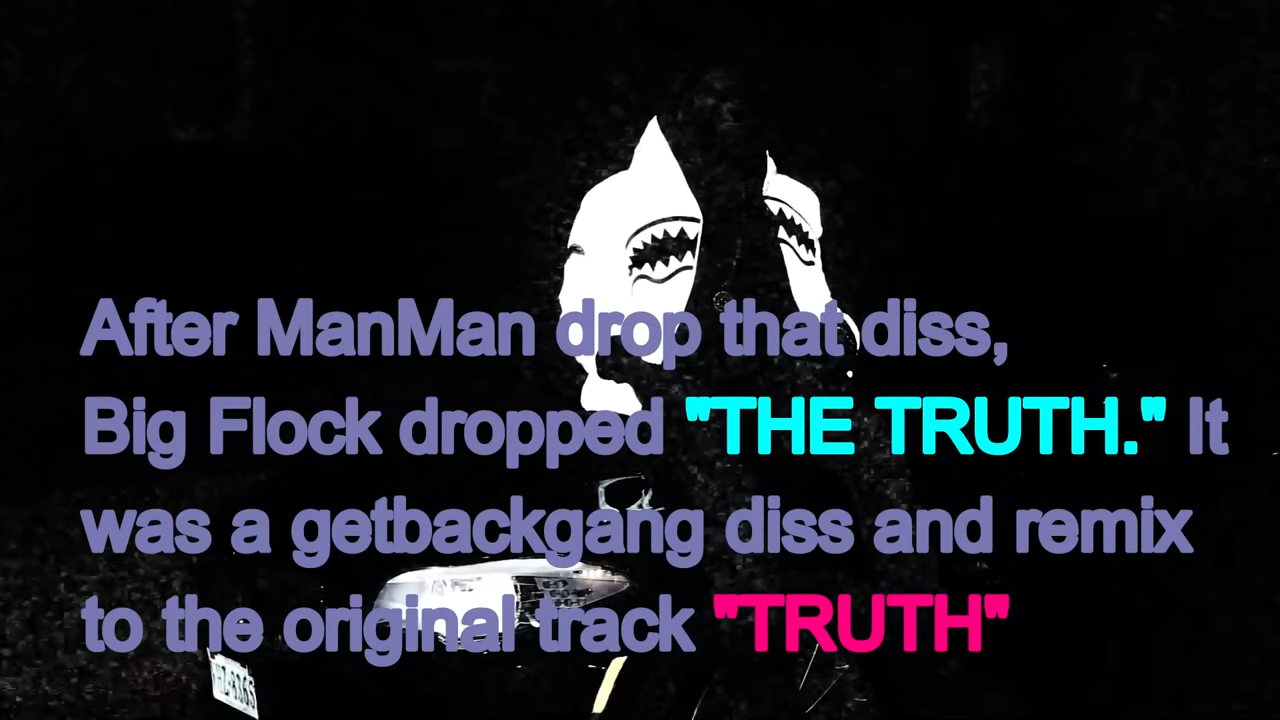 After ManMan drop that diss,
Big Flock dropped "THE TRUTH." It
was a getbackgang diss and remix
to the original track "TRUTH"